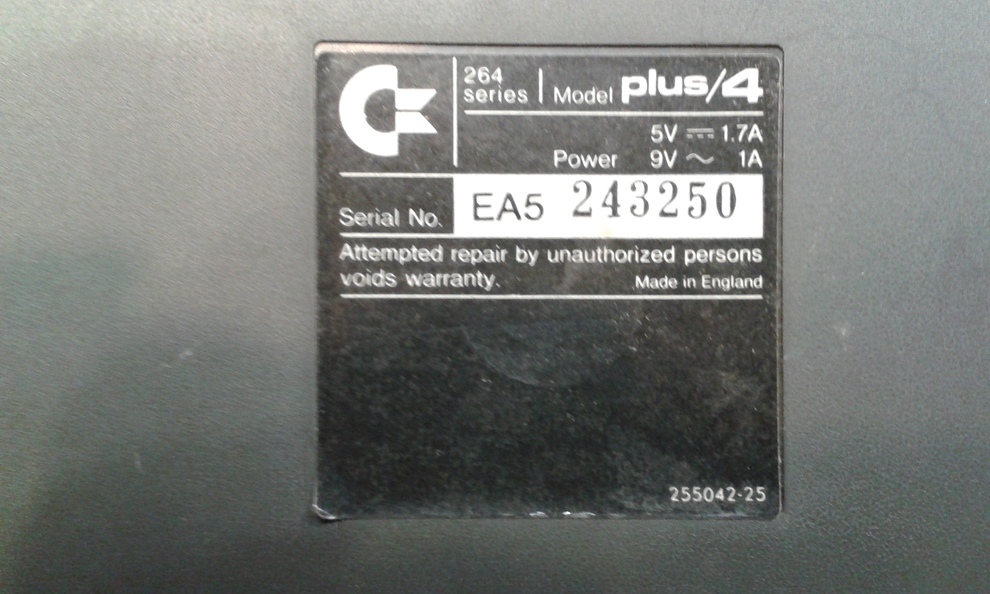 264 series | Model plus/4
5V ⎓ 1.7A
Power 9V ~ 1A
Serial No. EA5 243250
Attempted repair by unauthorized persons
voids warranty. Made in England
255042-25